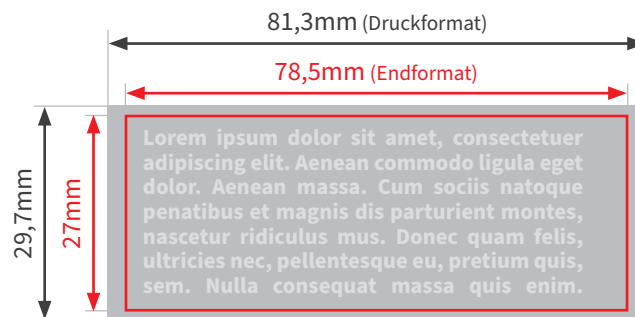 81,3mm (Druckformat)
78,5mm (Endformat)
29,7mm
27mm
Lorem ipsum dolor sit amet, consectetuer
adipiscing elit. Aenean commodo ligula eget
dolor. Aenean massa. Cum sociis natoque
penatibus et magnis dis parturient montes,
nascetur ridiculus mus. Donec quam felis,
ultricies nec, pellentesque eu, pretium quis,
sem. Nulla consequat massa quis enim.